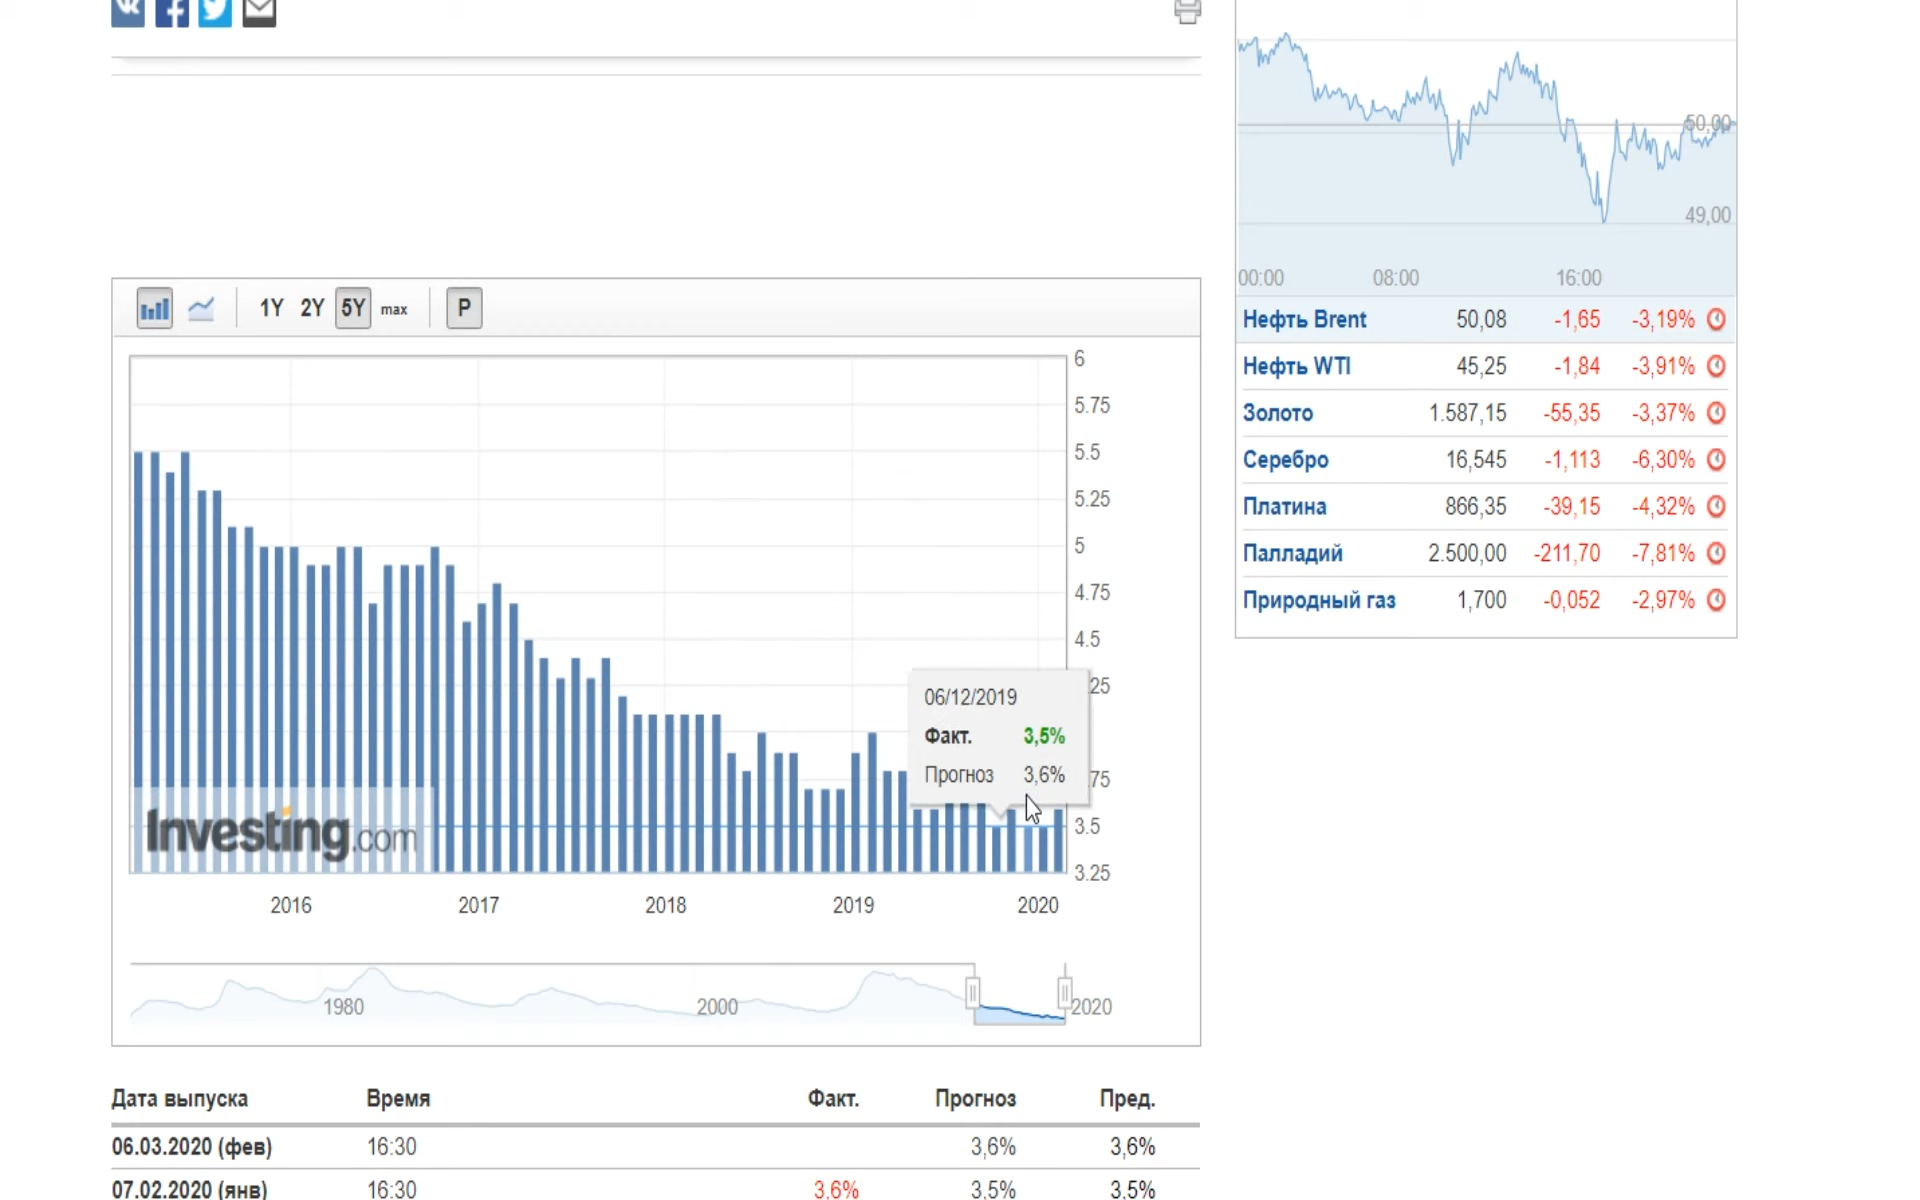 1Y 2Y 5Y max P
6
5.75
5.5
5.25
5
4.75
4.5
25
75
3.5
3.25
06/12/2019
Факт. 3,5%
Прогноз 3,6%
Investing.com
2016 2017 2018 2019 2020
1980 2000 2020
Дата выпуска Время Факт. Прогноз Пред.
06.03.2020 (фев) 16:30 3,6% 3,6%
07.02.2020 (янв) 16:30 3,6% 3,5% 3,5%
50,00
49,00
00:00 08:00 16:00
Нефть Brent 50,08 -1,65 -3,19%
Нефть WTI 45,25 -1,84 -3,91%
Золото 1.587,15 -55,35 -3,37%
Серебро 16,545 -1,113 -6,30%
Платина 866,35 -39,15 -4,32%
Палладий 2.500,00 -211,70 -7,81%
Природный газ 1,700 -0,052 -2,97%